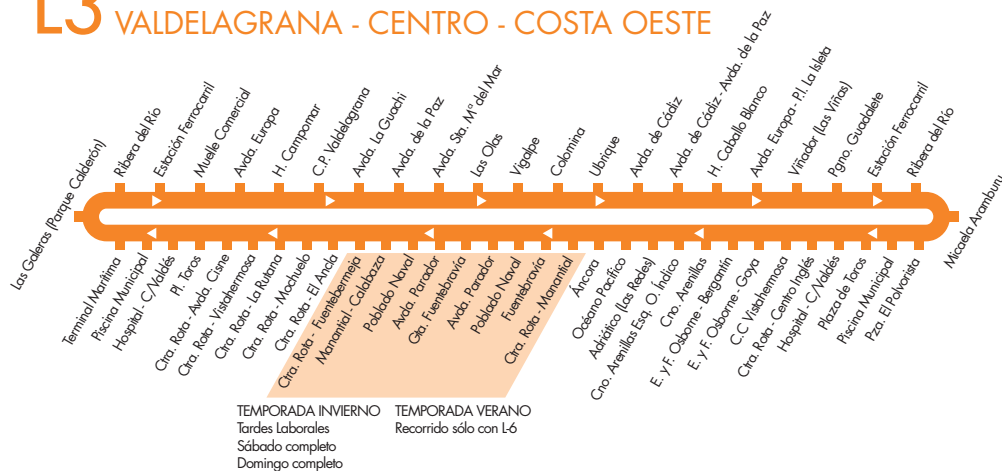 L3 VALDELAGRANA - CENTRO - COSTA OESTE
Las Galeras (Parque Calderón)
Ribera del Río
Estación Ferrocarril
Muelle Comercial
Avda. Europa
H. Campomar
C.P. Valdelagrana
Avda. La Guachi
Avda. de la Paz
Avda. Sta. Mª del Mar
Las Olas
Vigalpe
Colomina
Ubrique
Avda. de Cádiz
Avda. de Cádiz - Avda. de la Paz
H. Caballo Blanco
Avda. Europa - P.I. La Isleta
Viñador (Las Viñas)
Pgno. Guadalete
Estación Ferrocarril
Ribera del Río
Micaela Aramburu
Terminal Marítima
Piscina Municipal
Hospital - C/Valdés
Pl. Toros
Ctra. Rota - Avda. Cisne
Ctra. Rota - Vistahermosa
Ctra. Rota - La Rutana
Ctra. Rota - Mochuelo
Ctra. Rota - El Ancla
Ctra. Rota - Fuentebermeja
Manantial - Calabaza
Poblado Naval
Avda. Parador
Gta. Fuentebravía
Avda. Parador
Poblado Naval
Fuentebravía
Ctra. Rota - Manantial
Áncora
Océano Pacífico
Adriático (Las Redes)
Cno. Arenillas Esq. O. Índico
Cno. Arenillas
E. y F. Osborne - Bergantín
E. y F. Osborne - Goya
C.C Vistahermosa
Ctra. Rota - Centro Inglés
Hospital - C/Valdés
Plaza de Toros
Piscina Municipal
Pza. El Polvorista
TEMPORADA INVIERNO
Tardes Laborales
Sábado completo
Domingo completo
TEMPORADA VERANO
Recorrido sólo con L-6